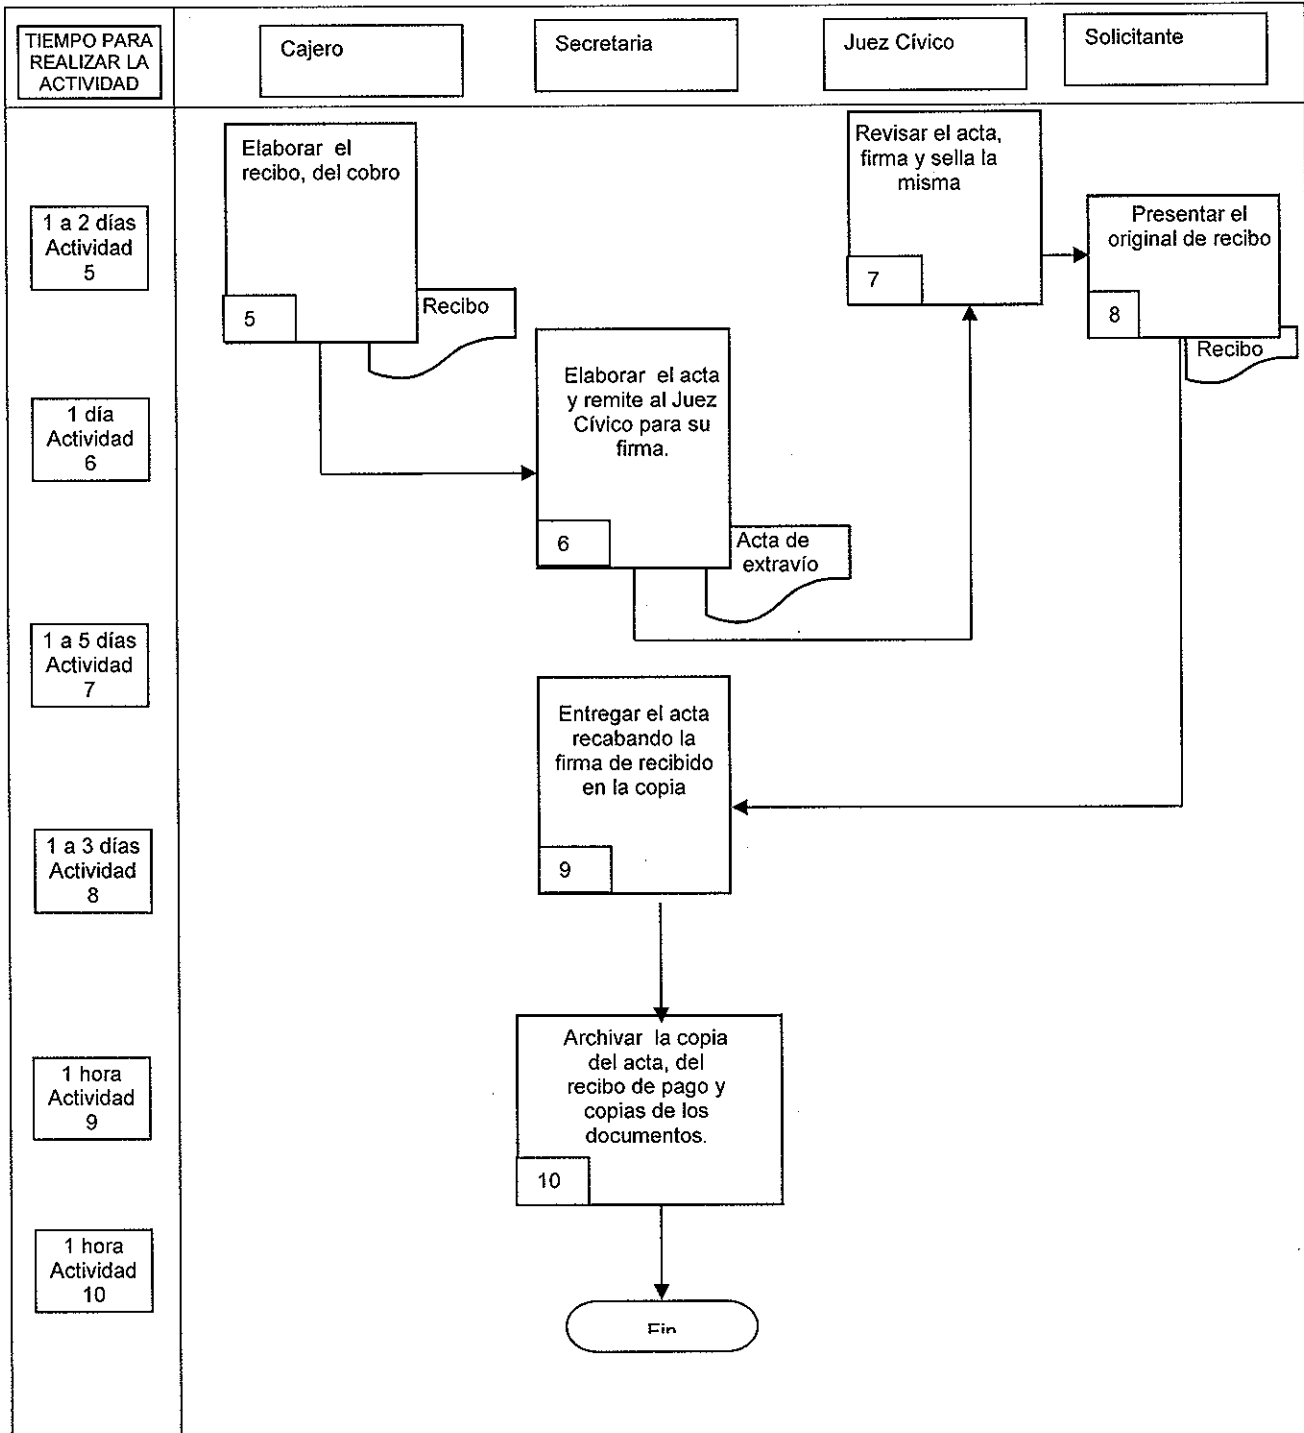 TIEMPO PARA
REALIZAR LA
ACTIVIDAD
Cajero
Secretaria
Juez Cívico
Solicitante
1 a 2 días
Actividad
5
Elaborar el
recibo, del cobro
5
Recibo
Revisar el acta,
firma y sella la
misma
7
Presentar el
original de recibo
8
Recibo
1 día
Actividad
6
Elaborar el acta
y remite al Juez
Cívico para su
firma.
6
Acta de
extravío
1 a 5 días
Actividad
7
Entregar el acta
recabando la
firma de recibido
en la copia
9
1 a 3 días
Actividad
8
1 hora
Actividad
9
Archivar la copia
del acta, del
recibo de pago y
copias de los
documentos.
10
1 hora
Actividad
10
Fin